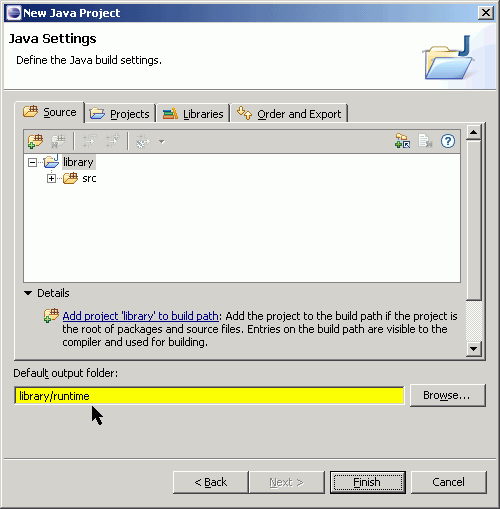 New Java Project
Java Settings
Define the Java build settings.
Source Projects Libraries Order and Export
library
src
Details
Add project 'library' to build path: Add the project to the build path if the project is
the root of packages and source files. Entries on the build path are visible to the
compiler and used for building.
Default output folder:
library/runtime Browse...
< Back Next > Finish Cancel